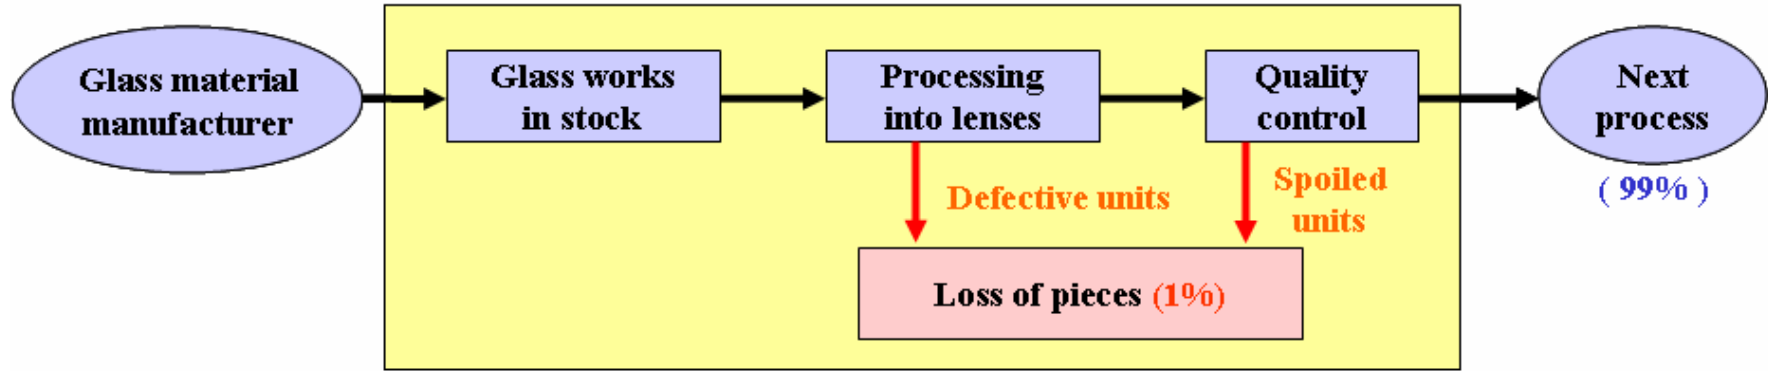 Glass material
manufacturer
Glass works
in stock
Processing
into lenses
Quality
control
Next
process
( 99% )
Defective units
Spoiled
units
Loss of pieces (1%)